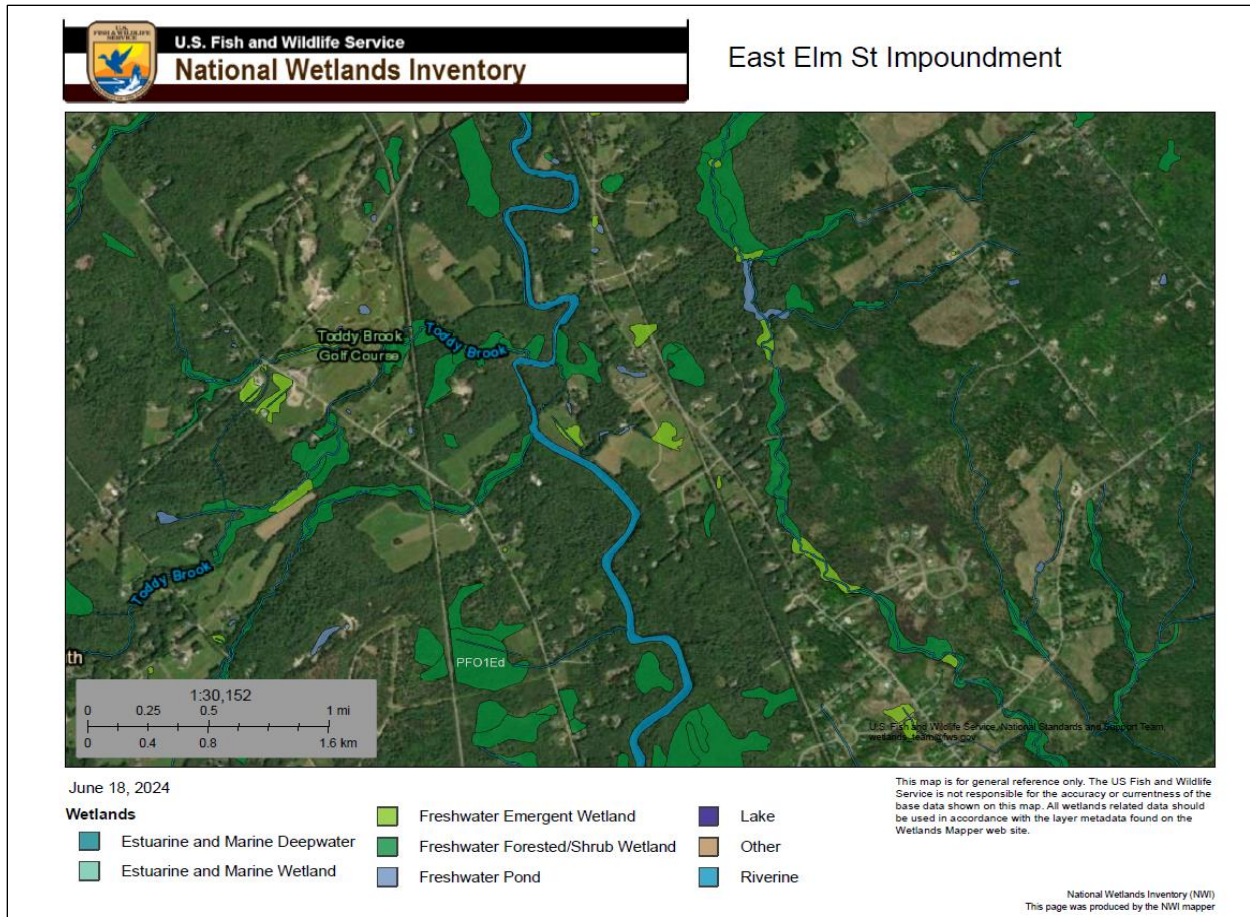 U.S.
FISH & WILDLIFE
SERVICE
U.S. Fish and Wildlife Service
National Wetlands Inventory
East Elm St Impoundment
Toddy Brook
Golf Course
Toddy Brook
Toddy Brook
th
PFO1Ed
1:30,152
0 0.25 0.5 1 mi
0 0.4 0.8 1.6 km
U.S. Fish and Wildlife Service, National Standards and Support Team,
wetlands_team@fws.gov
June 18, 2024
This map is for general reference only. The US Fish and Wildlife
Service is not responsible for the accuracy or currentness of the
base data shown on this map. All wetlands related data should
be used in accordance with the layer metadata found on the
Wetlands Mapper web site.
Wetlands
Estuarine and Marine Deepwater
Estuarine and Marine Wetland
Freshwater Emergent Wetland
Freshwater Forested/Shrub Wetland
Freshwater Pond
Lake
Other
Riverine
National Wetlands Inventory (NWI)
This page was produced by the NWI mapper